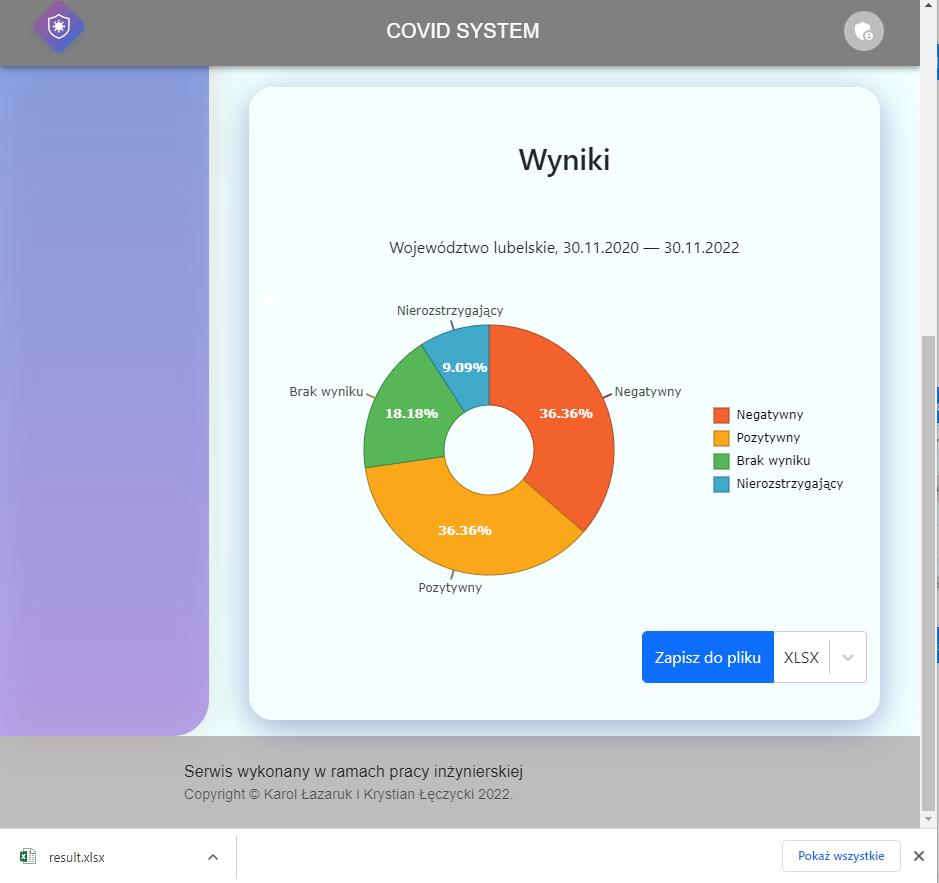 COVID SYSTEM
Wyniki
Województwo lubelskie, 30.11.2020 — 30.11.2022
Nierozstrzygający
9.09%
Brak wyniku
Negatywny
18.18%
36.36%
Negatywny
Pozytywny
Brak wyniku
Nierozstrzygający
36.36%
Pozytywny
Zapisz do pliku
XLSX
Serwis wykonany w ramach pracy inżynierskiej
Copyright © Karol Łazaruk i Krystian Łęczycki 2022.
result.xlsx
Pokaż wszystkie